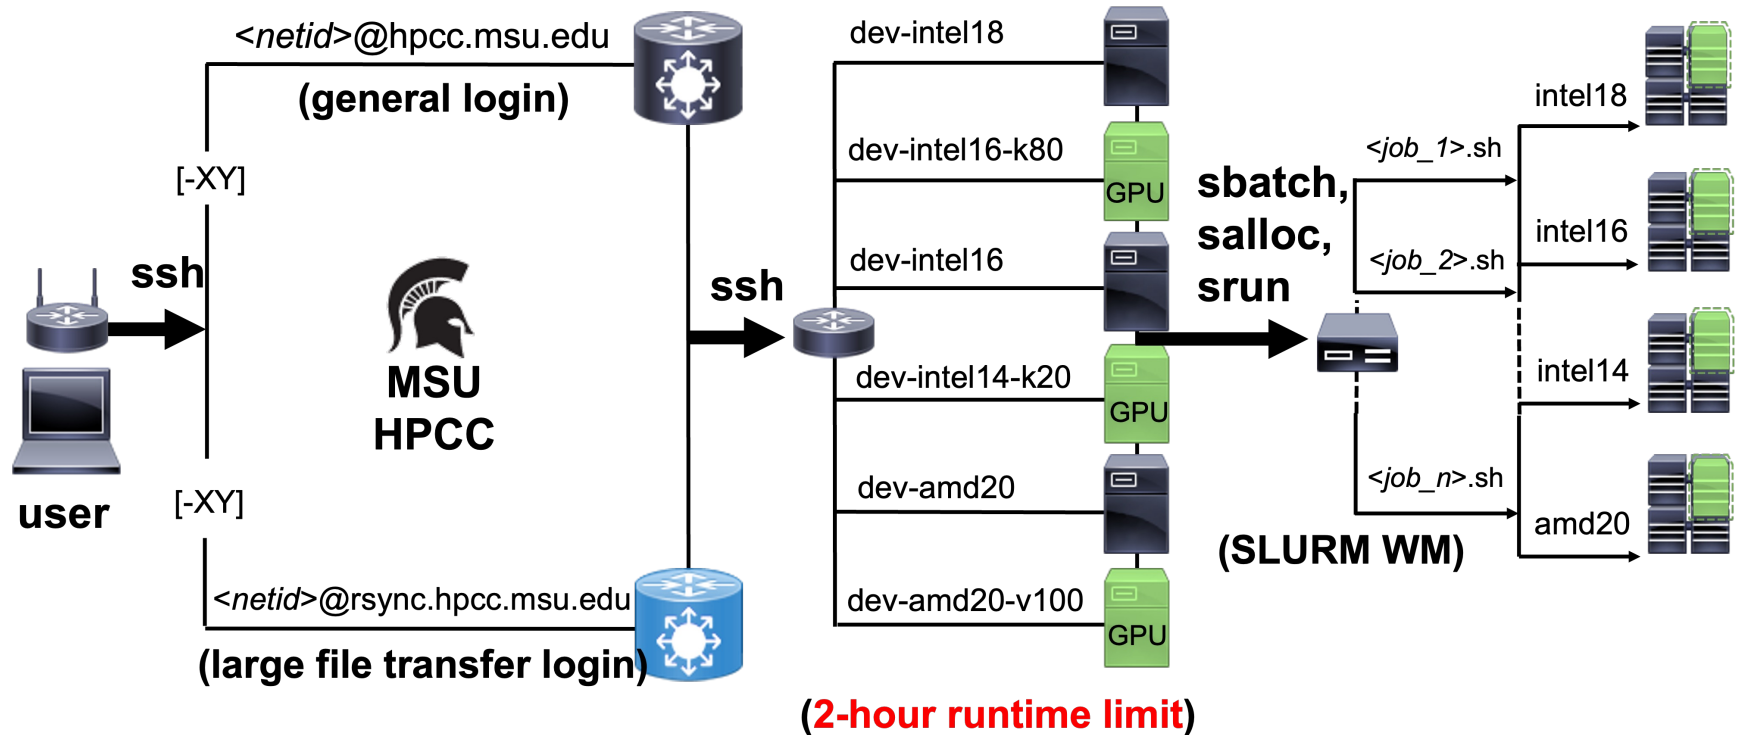 <netid>@hpcc.msu.edu
(general login)
[-XY]
ssh
MSU
HPCC
user
[-XY]
<netid>@rsync.hpcc.msu.edu
(large file transfer login)
ssh
dev-intel18
dev-intel16-k80
GPU
dev-intel16
dev-intel14-k20
GPU
dev-amd20
dev-amd20-v100
GPU
(2-hour runtime limit)
sbatch,
salloc,
srun
<job_1>.sh
<job_2>.sh
<job_n>.sh
(SLURM WM)
intel18
intel16
intel14
amd20